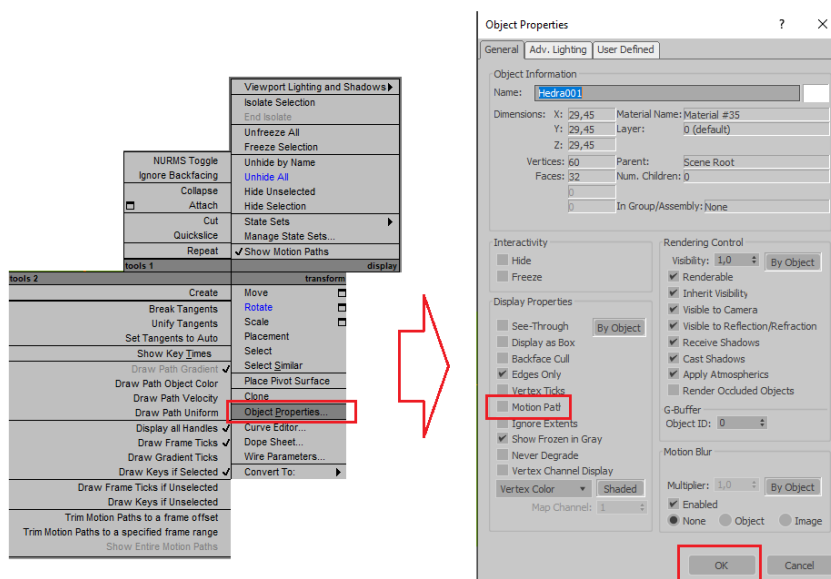 Viewport Lighting and Shadows
Isolate Selection
End Isolate
Unfreeze All
Freeze Selection
Unhide by Name
Unhide All
Hide Unselected
Hide Selection
State Sets
Manage State Sets...
Show Motion Paths
display
NURMS Toggle
Ignore Backfacing
Collapse
Attach
Cut
Quickslice
Repeat
tools 1
tools 2
Create
Break Tangents
Unify Tangents
Set Tangents to Auto
Show Key Times
Draw Path Gradient
Draw Path Object Color
Draw Path Velocity
Draw Path Uniform
Display all Handles
Draw Frame Ticks
Draw Gradient Ticks
Draw Keys if Selected
Draw Frame Ticks if Unselected
Draw Keys if Unselected
Trim Motion Paths to a frame offset
Trim Motion Paths to a specified frame range
Show Entire Motion Paths
transform
Move
Rotate
Scale
Placement
Select
Select Similar
Place Pivot Surface
Clone
Object Properties...
Curve Editor...
Dope Sheet...
Wire Parameters...
Convert To:
Object Properties ? X
General Adv. Lighting User Defined
Object Information
Name: Hedra001
Dimensions: X: 29,45 Material Name: Material #35
Y: 29,45 Layer: 0 (default)
Z: 29,45
Vertices: 60 Parent: Scene Root
Faces: 32 Num. Children: 0
0
0 In Group/Assembly: None
Interactivity
Hide
Freeze
Display Properties
See-Through By Object
Display as Box
Backface Cull
Edges Only
Vertex Ticks
Motion Path
Ignore Extents
Show Frozen in Gray
Never Degrade
Vertex Channel Display
Vertex Color Shaded
Map Channel: 1
Rendering Control
Visibility: 1,0 By Object
Renderable
Inherit Visibility
Visible to Camera
Visible to Reflection/Refraction
Receive Shadows
Cast Shadows
Apply Atmospherics
Render Occluded Objects
G-Buffer
Object ID: 0
Motion Blur
Multiplier: 1,0 By Object
Enabled
None Object Image
OK Cancel